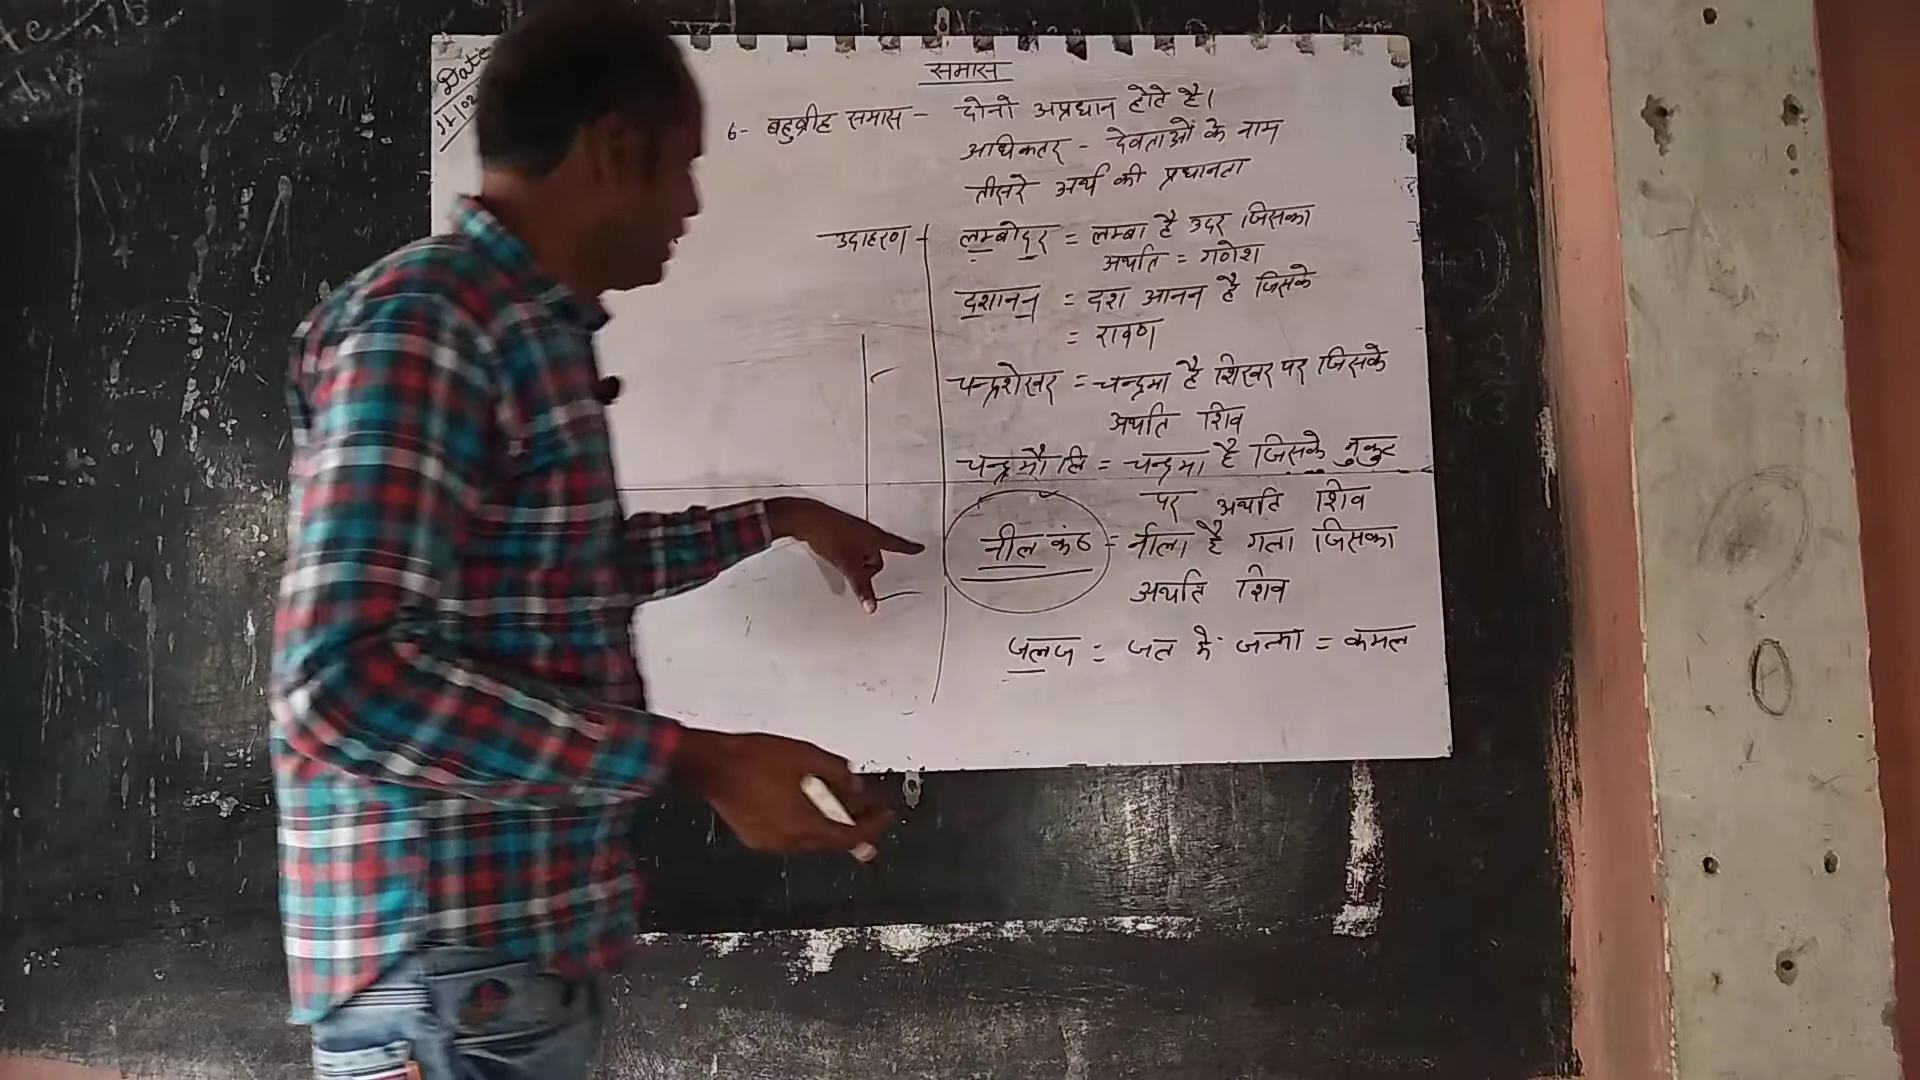 Date
समास
6- बहुब्रीह समास - दोनो अप्रधान होते है।
अधिकतर - देवताओं के नाम
तीसरे अर्थ की प्रधानता
उदाहरण - लम्बोदर = लम्बा है उदर जिसका
अर्थात = गणेश
दशानन = दश आनन है जिसके
= रावण
चन्द्रशेखर = चन्द्रमा है शिखर पर जिसके
अर्थात शिव
चन्द्रमौलि = चन्द्रमा है जिसके मुकुट
पर अर्थात शिव
नील कंठ = नीला है गला जिसका
अर्थात शिव
जलज = जल मे जन्मा = कमल